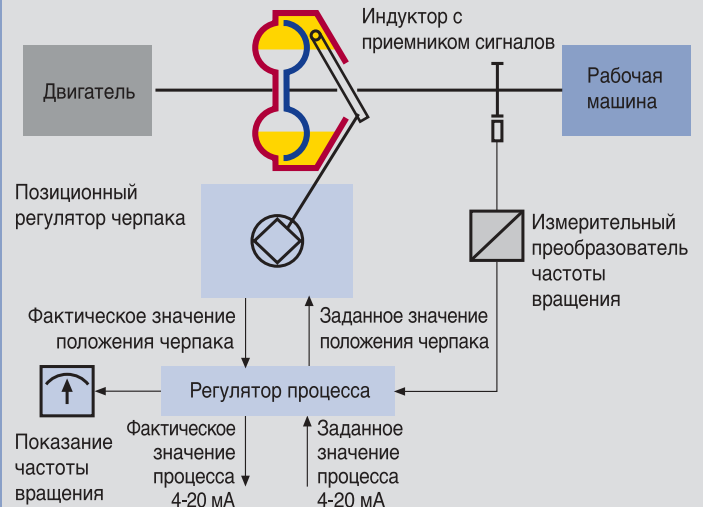 Индуктор с
приемником сигналов
Двигатель
Рабочая
машина
Позиционный
регулятор черпака
Измерительный
преобразователь
частоты
вращения
Фактическое значение
положения черпака
Заданное значение
положения черпака
Регулятор процесса
Показание
частоты
вращения
Фактическое
значение
процесса
4-20 мА
Заданное
значение
процесса
4-20 мА